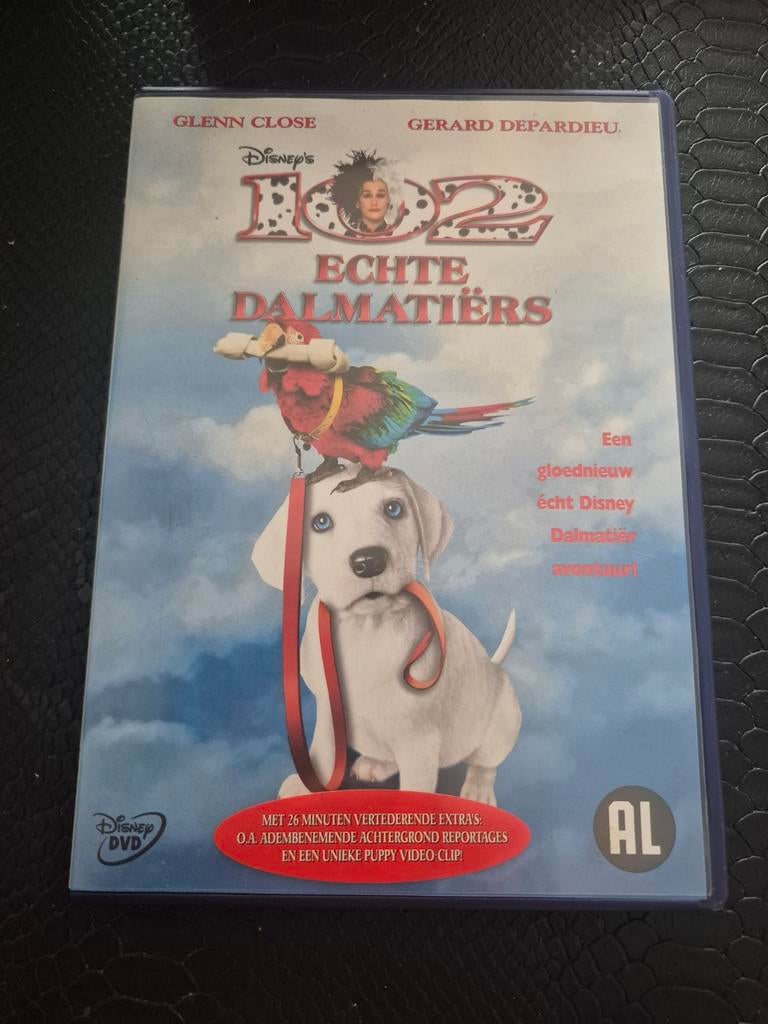 GLENN CLOSE GERARD DEPARDIEU
Disney's
102
ECHTE
DALMATIËRS
Een
gloednieuw
écht Disney
Dalmatiër
avontuur!
Disney
DVD
MET 26 MINUTEN VERTEDERENDE EXTRA'S:
O.A. ADEMBENEMENDE ACHTERGROND REPORTAGES
EN EEN UNIEKE PUPPY VIDEO-CLIP!
AL